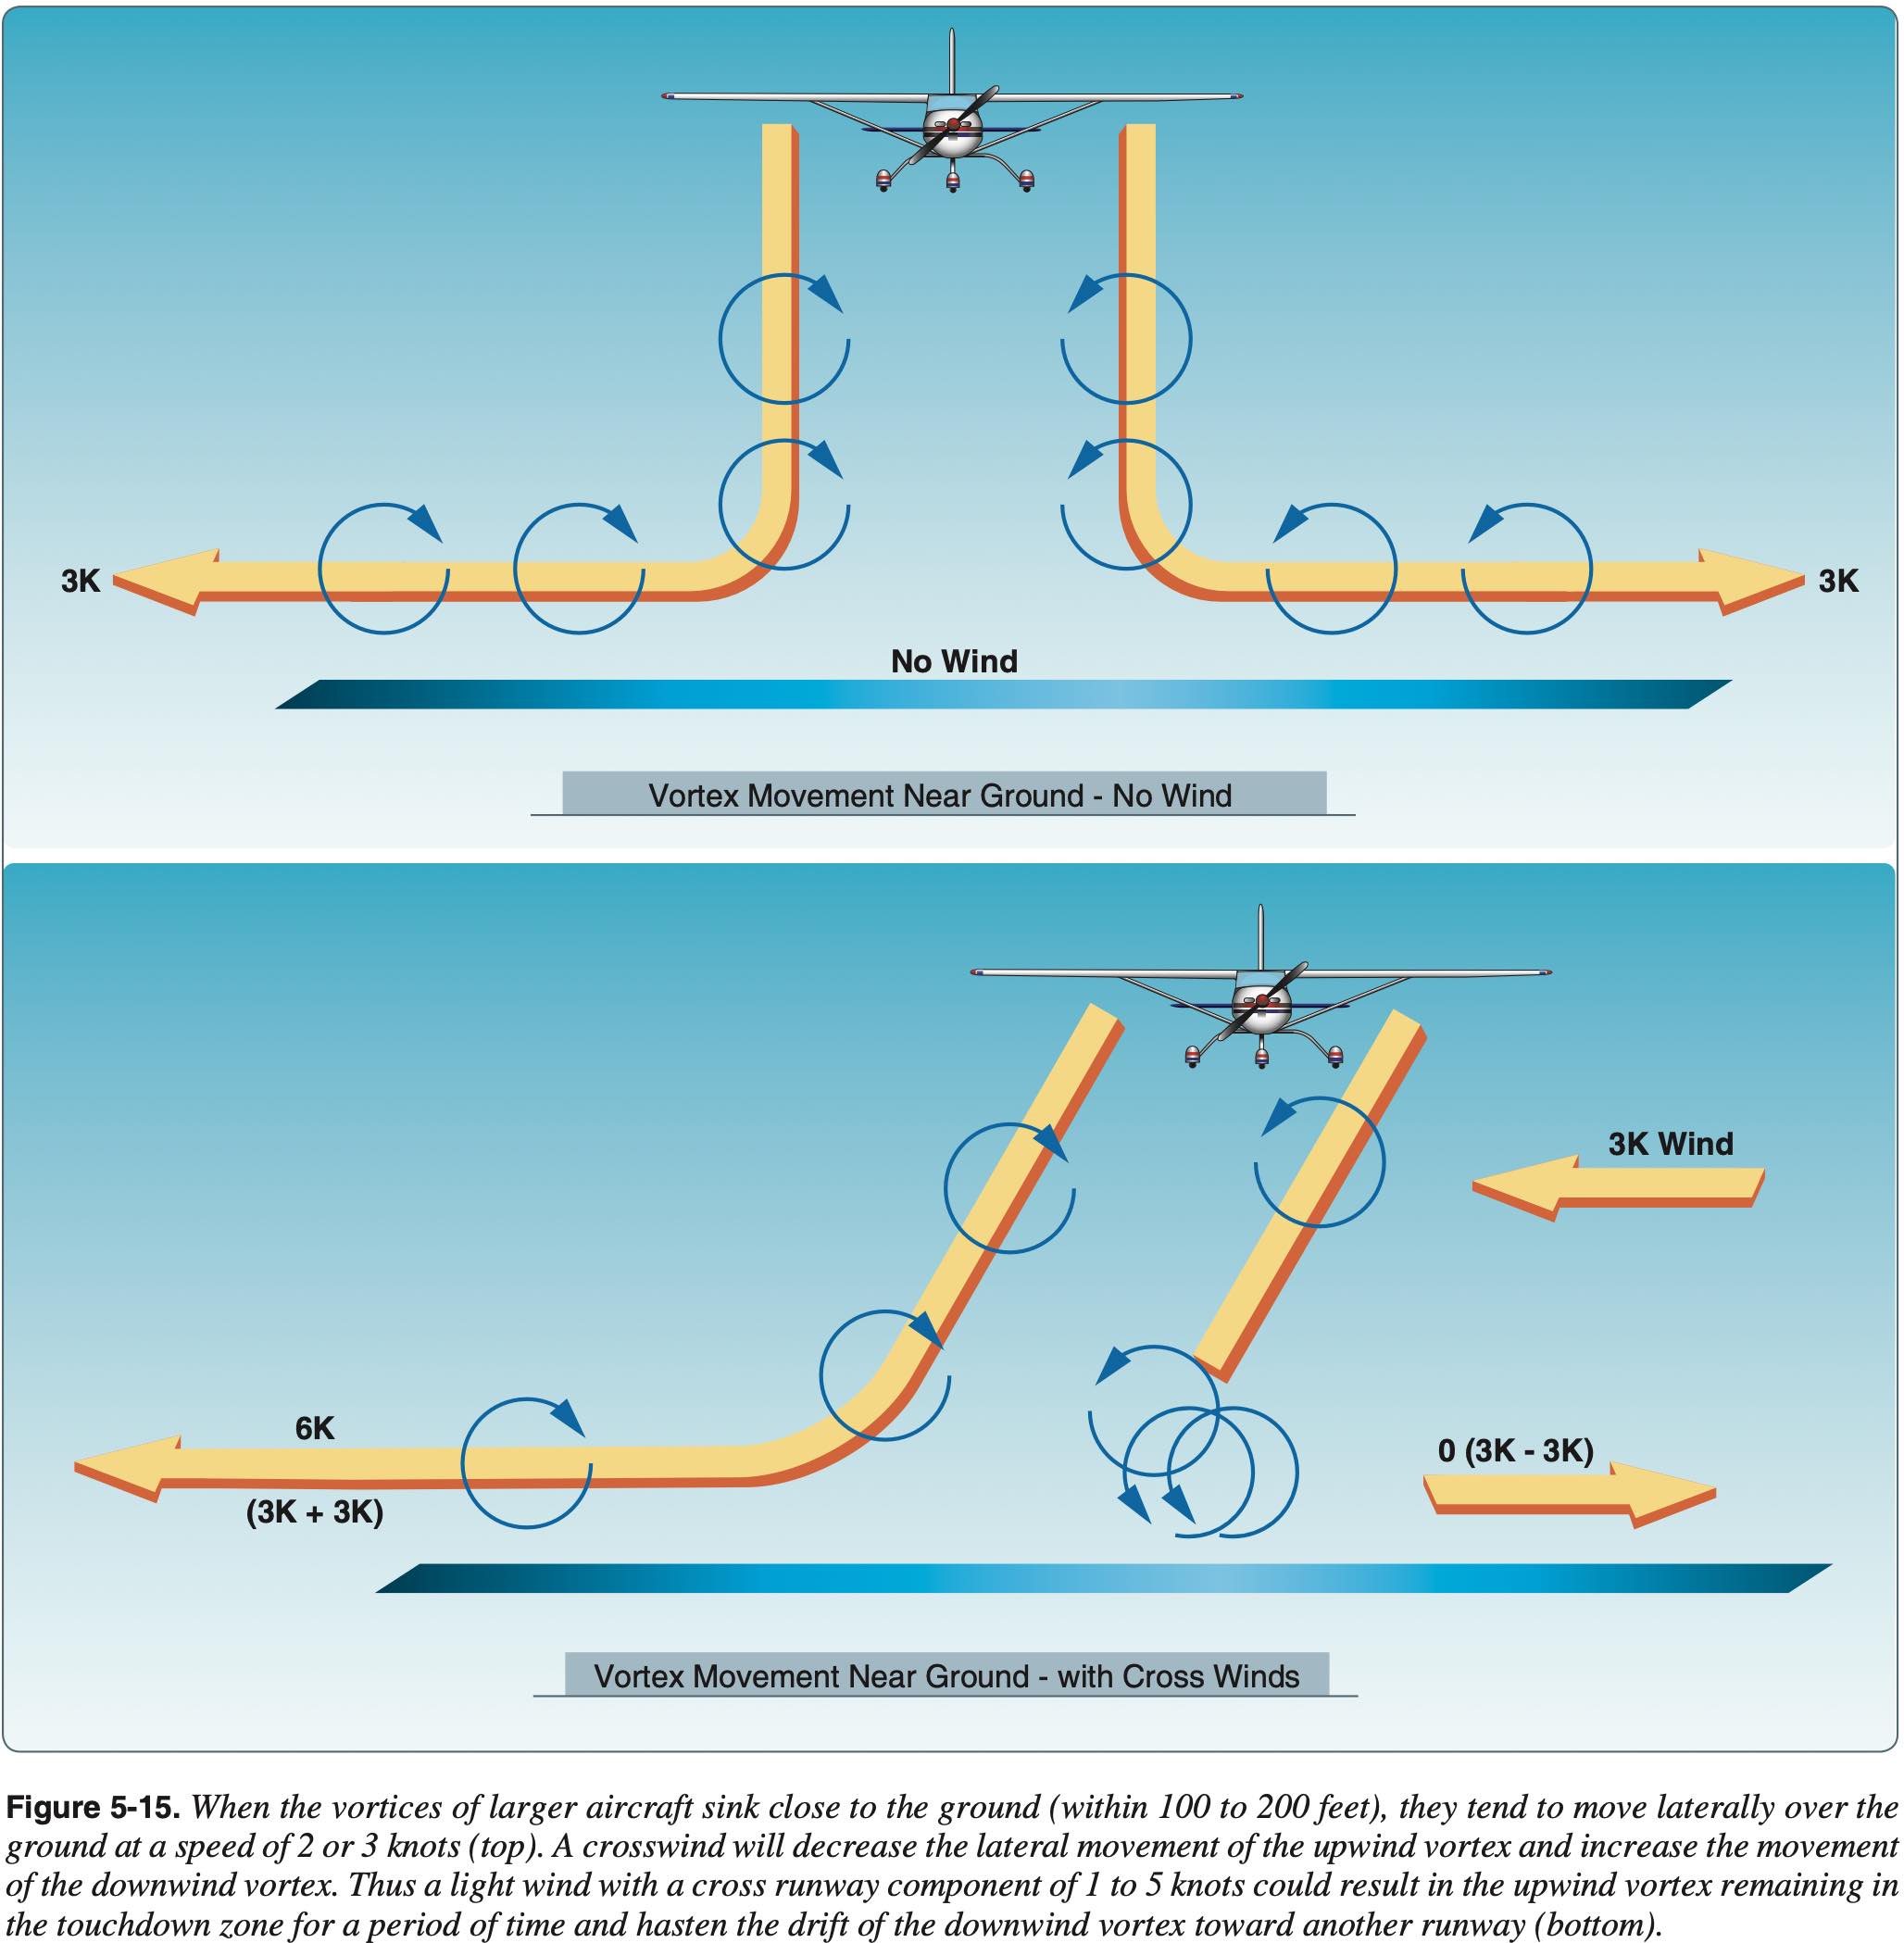 3K
3K
No Wind
Vortex Movement Near Ground - No Wind
3K Wind
6K
(3K + 3K)
0 (3K - 3K)
Vortex Movement Near Ground - with Cross Winds
Figure 5-15. When the vortices of larger aircraft sink close to the ground (within 100 to 200 feet), they tend to move laterally over the
ground at a speed of 2 or 3 knots (top). A crosswind will decrease the lateral movement of the upwind vortex and increase the movement
of the downwind vortex. Thus a light wind with a cross runway component of 1 to 5 knots could result in the upwind vortex remaining in
the touchdown zone for a period of time and hasten the drift of the downwind vortex toward another runway (bottom).